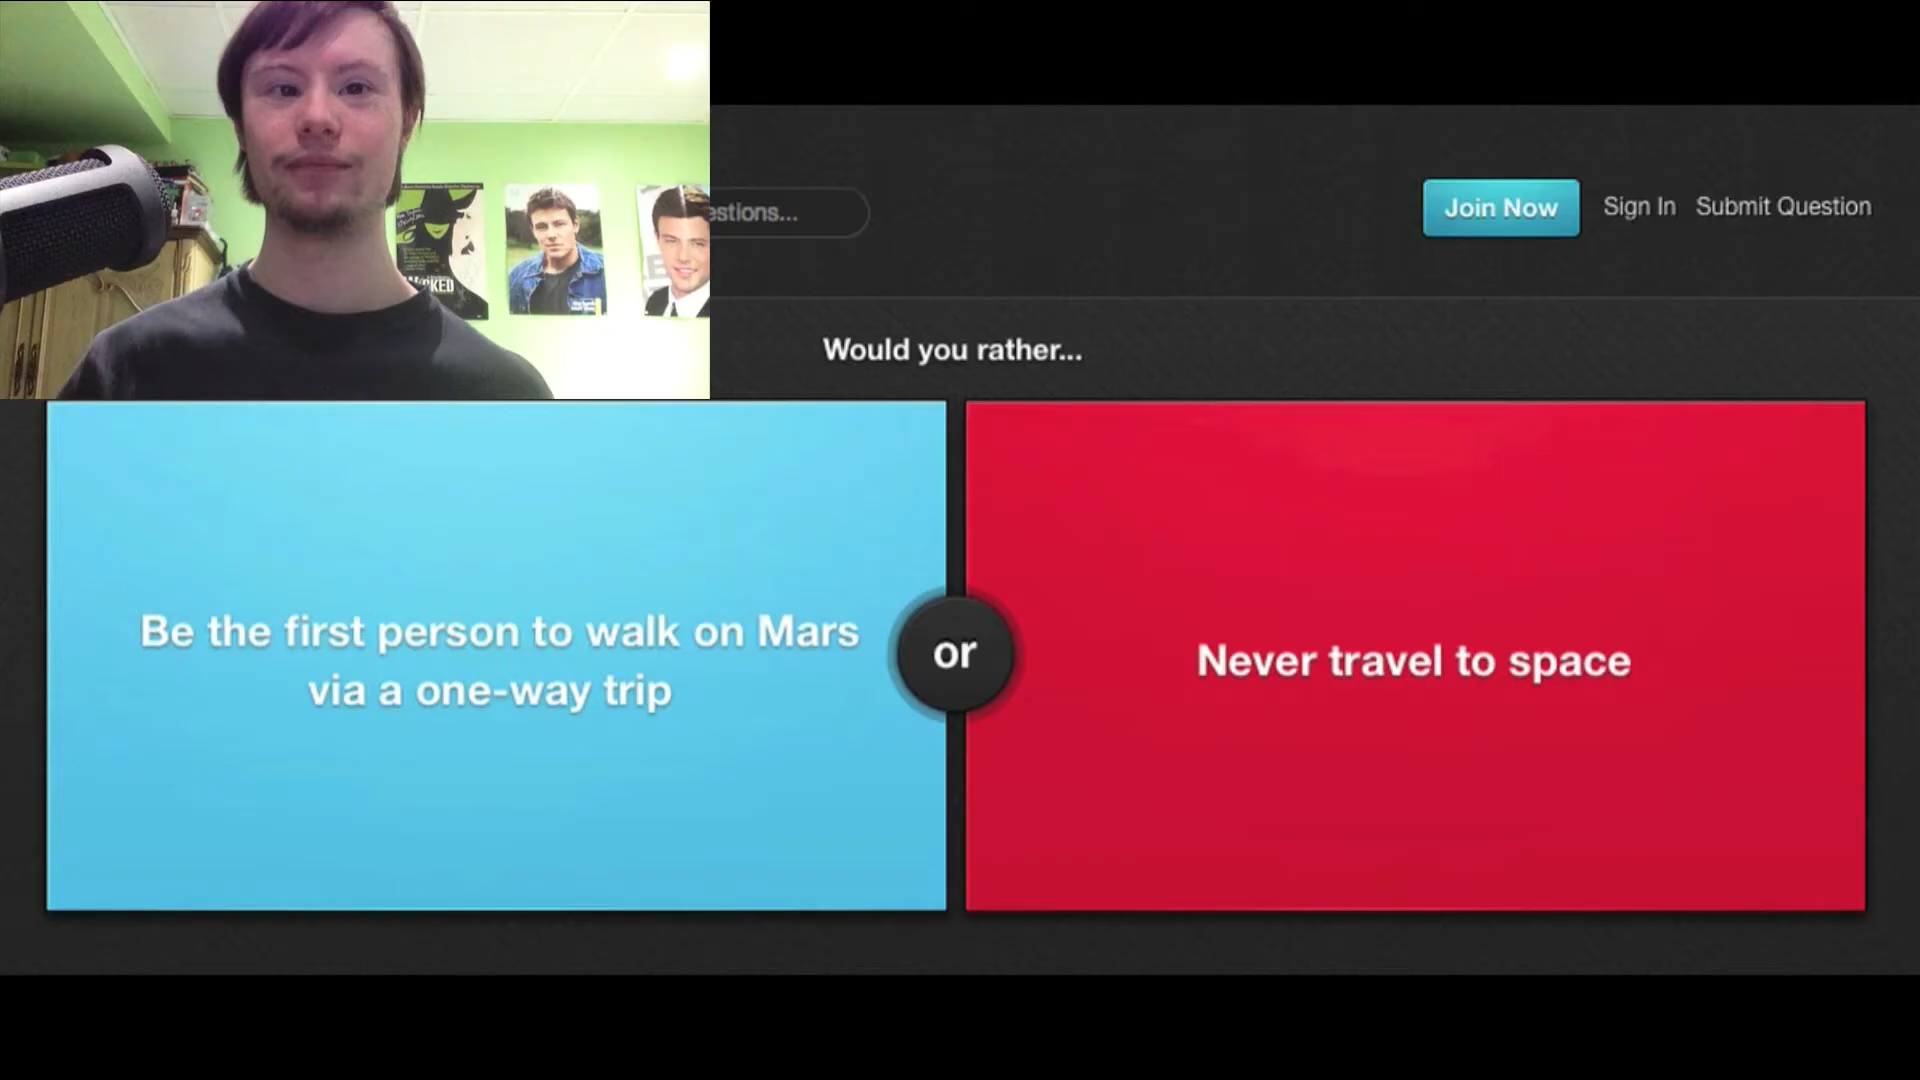 WICKED
estions...
Join Now
Sign In
Submit Question
Would you rather...
Be the first person to walk on Mars
via a one-way trip
or
Never travel to space